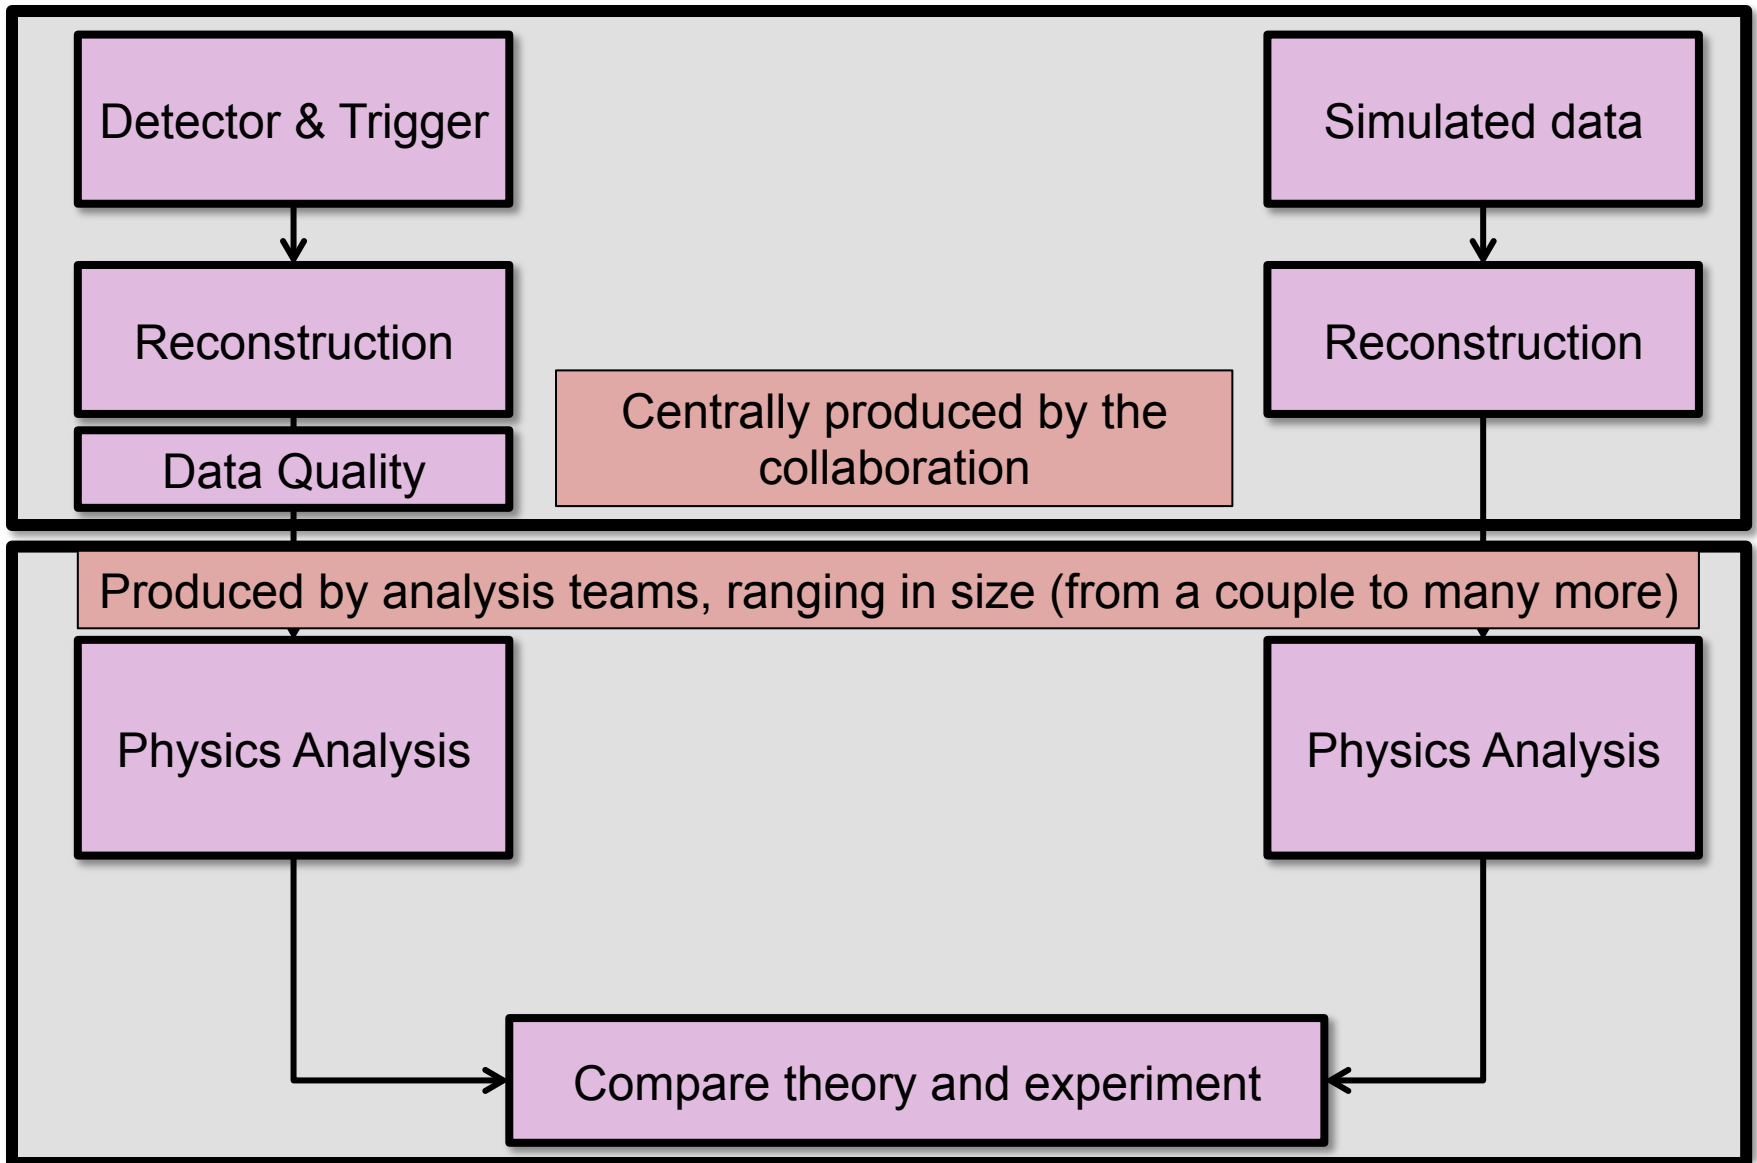 Detector & Trigger
Simulated data
Reconstruction
Reconstruction
Centrally produced by the
collaboration
Data Quality
Produced by analysis teams, ranging in size (from a couple to many more)
Physics Analysis
Physics Analysis
Compare theory and experiment